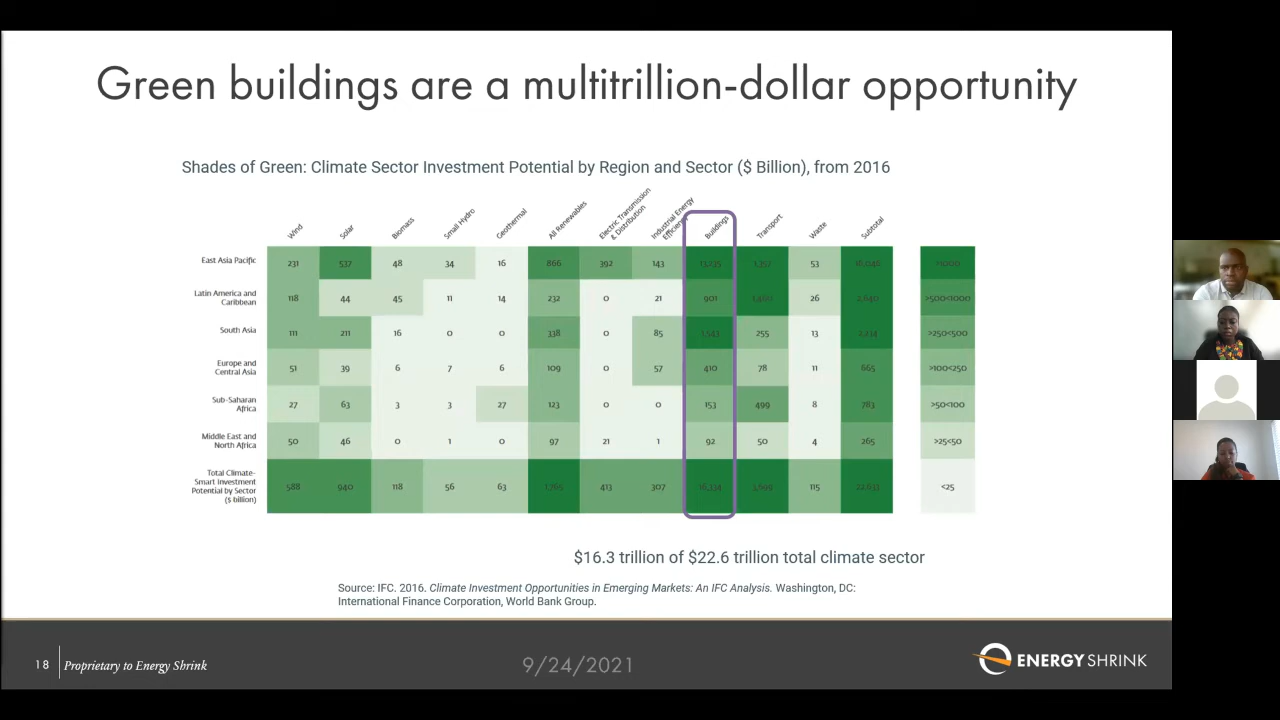 Green buildings are a multitrillion-dollar opportunity
Shades of Green: Climate Sector Investment Potential by Region and Sector ($ Billion), from 2016
Wind Solar Biomass Small Hydro Geothermal All Renewables Electric Transmission & Distribution Industrial Energy Efficiency Buildings Transport Waste Subtotal
East Asia Pacific 231 537 48 34 16 866 392 143 13,235 1,357 53 16,046 >1000
Latin America and
Caribbean 118 44 45 11 14 232 0 21 901 1,460 26 2,640 >500<1000
South Asia 111 211 16 0 0 338 0 85 1,543 255 13 2,234 >250<500
Europe and
Central Asia 51 39 6 7 6 109 0 57 410 78 11 665 >100<250
Sub-Saharan
Africa 27 63 3 3 27 123 0 0 153 499 8 783 >50<100
Middle East and
North Africa 50 46 0 1 0 97 21 1 92 50 4 265 >25<50
Total Climate-
Smart Investment
Potential by Sector
($ billion) 588 940 118 56 63 1,765 413 307 16,334 3,699 115 22,633 <25
$16.3 trillion of $22.6 trillion total climate sector
Source: IFC. 2016. Climate Investment Opportunities in Emerging Markets: An IFC Analysis. Washington, DC:
International Finance Corporation, World Bank Group.
18 Proprietary to Energy Shrink
9/24/2021
ENERGY SHRINK